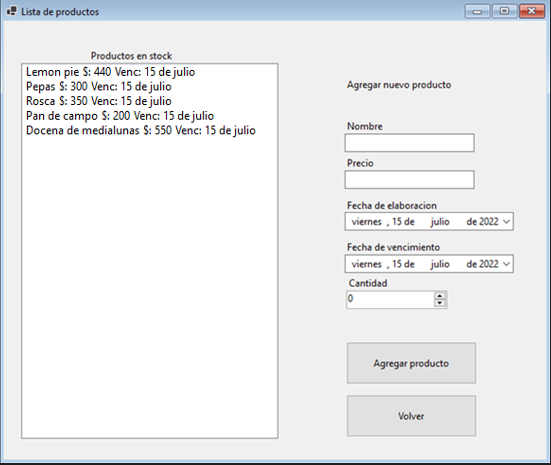 Lista de productos
Productos en stock
Lemon pie $: 440 Venc: 15 de julio
Pepas $: 300 Venc: 15 de julio
Rosca $: 350 Venc: 15 de julio
Pan de campo $: 200 Venc: 15 de julio
Docena de medialunas $: 550 Venc: 15 de julio
Agregar nuevo producto
Nombre
Precio
Fecha de elaboracion
viernes , 15 de julio de 2022
Fecha de vencimiento
viernes , 15 de julio de 2022
Cantidad
0
Agregar producto
Volver